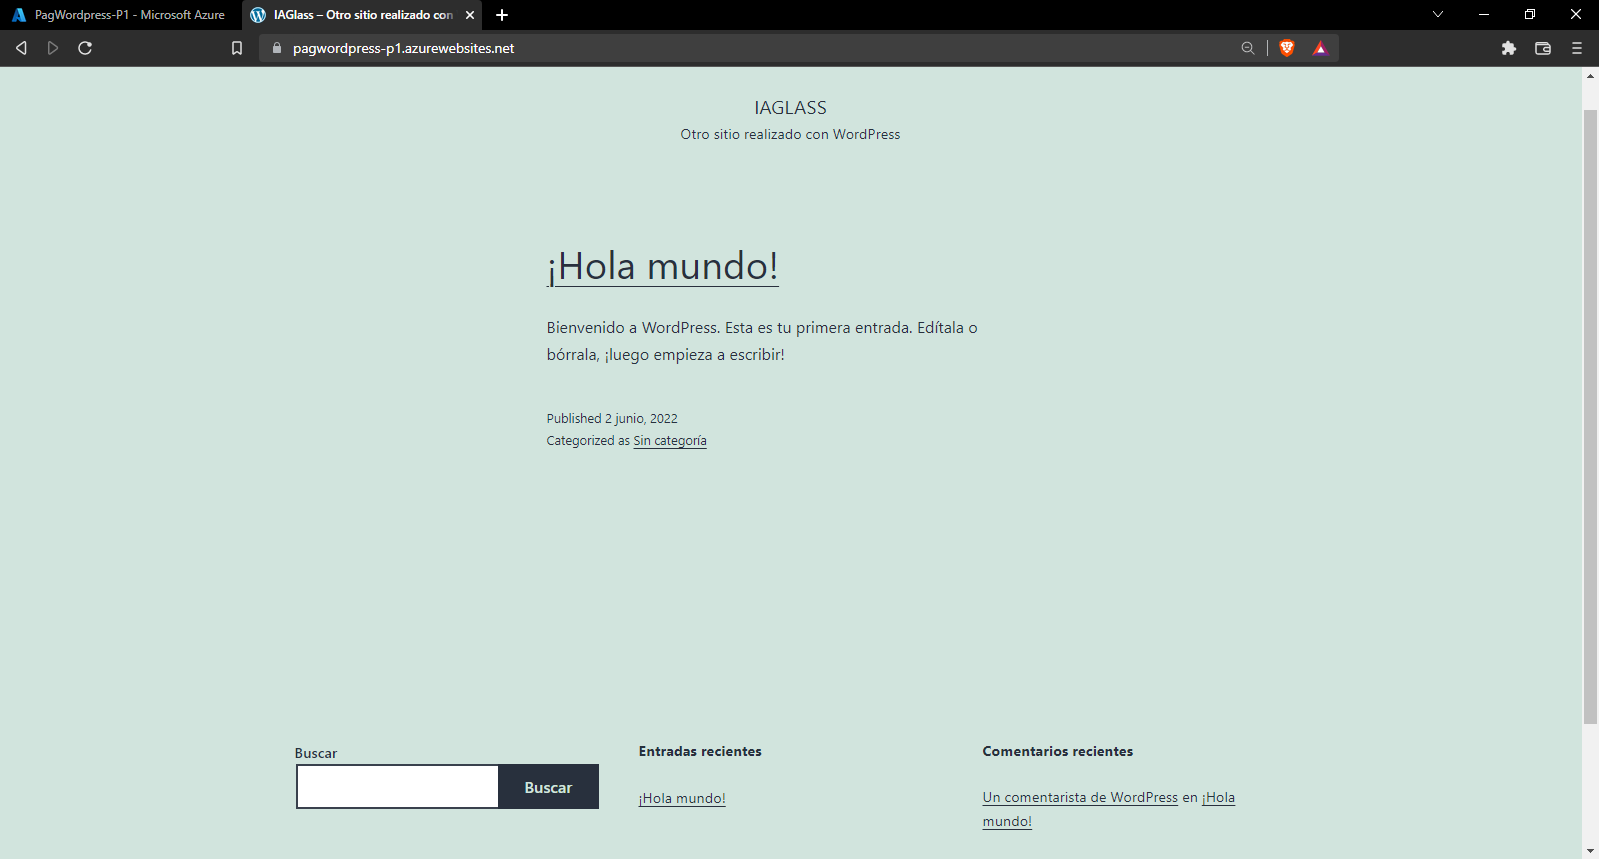 PagWordpress-P1 - Microsoft Azure
IAGlass – Otro sitio realizado con
pagwordpress-p1.azurewebsites.net
IAGLASS
Otro sitio realizado con WordPress
¡Hola mundo!
Bienvenido a WordPress. Esta es tu primera entrada. Edítala o
bórrala, ¡luego empieza a escribir!
Published 2 junio, 2022
Categorized as Sin categoría
Buscar
Buscar
Entradas recientes
¡Hola mundo!
Comentarios recientes
Un comentarista de WordPress en ¡Hola
mundo!